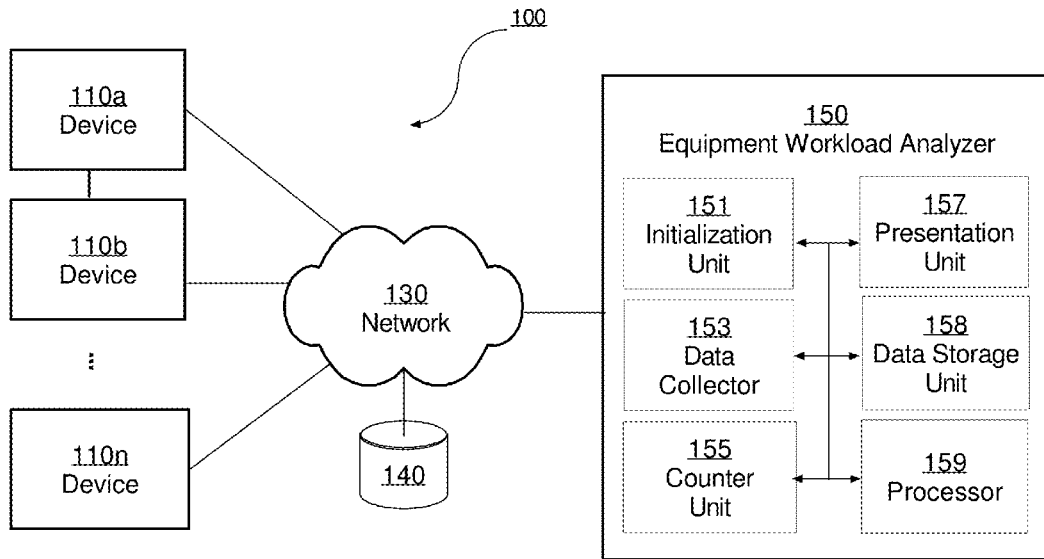 100
110a
Device
110b
Device
...
110n
Device
130
Network
140
150
Equipment Workload Analyzer
151
Initialization
Unit
153
Data
Collector
155
Counter
Unit
157
Presentation
Unit
158
Data Storage
Unit
159
Processor